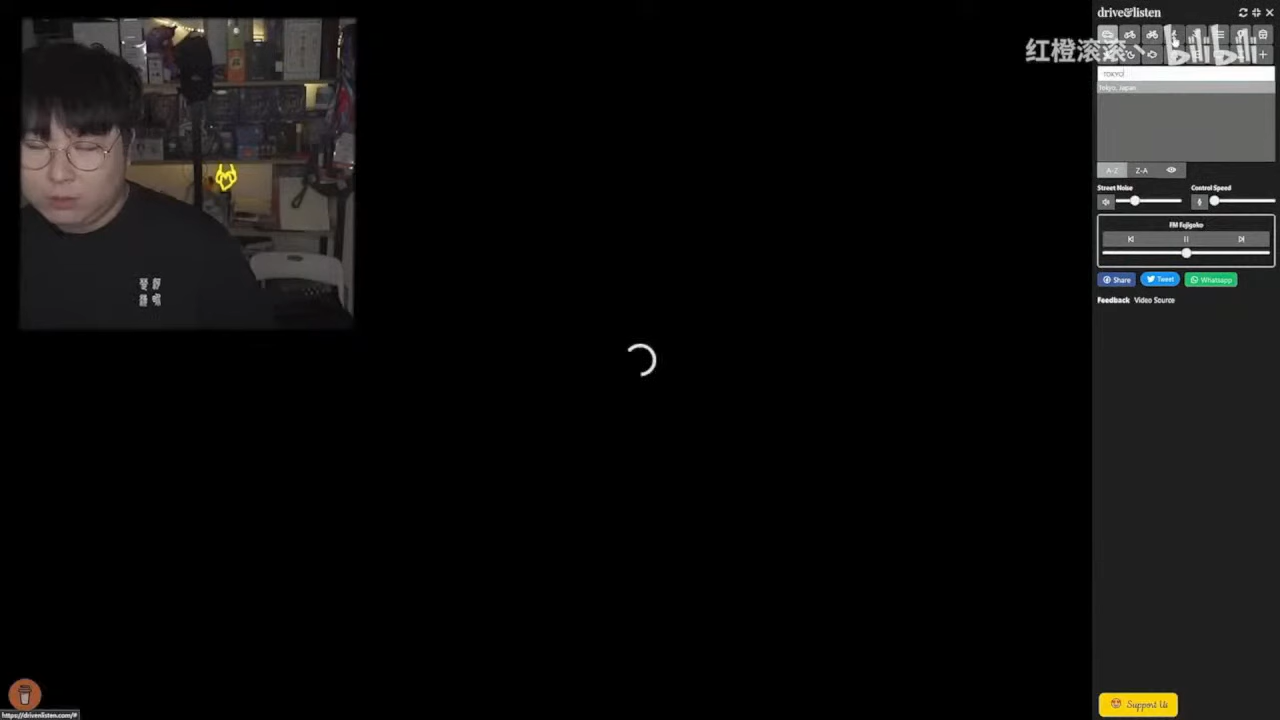 drive&listen
红橙滚滚丶 bilibili
TOKYO
Tokyo, Japan
A-Z Z-A
Street Noise Control Speed
FM Fujigoko
Share Tweet Whatsapp
Feedback Video Source
Support Us
https://drivenlisten.com/#